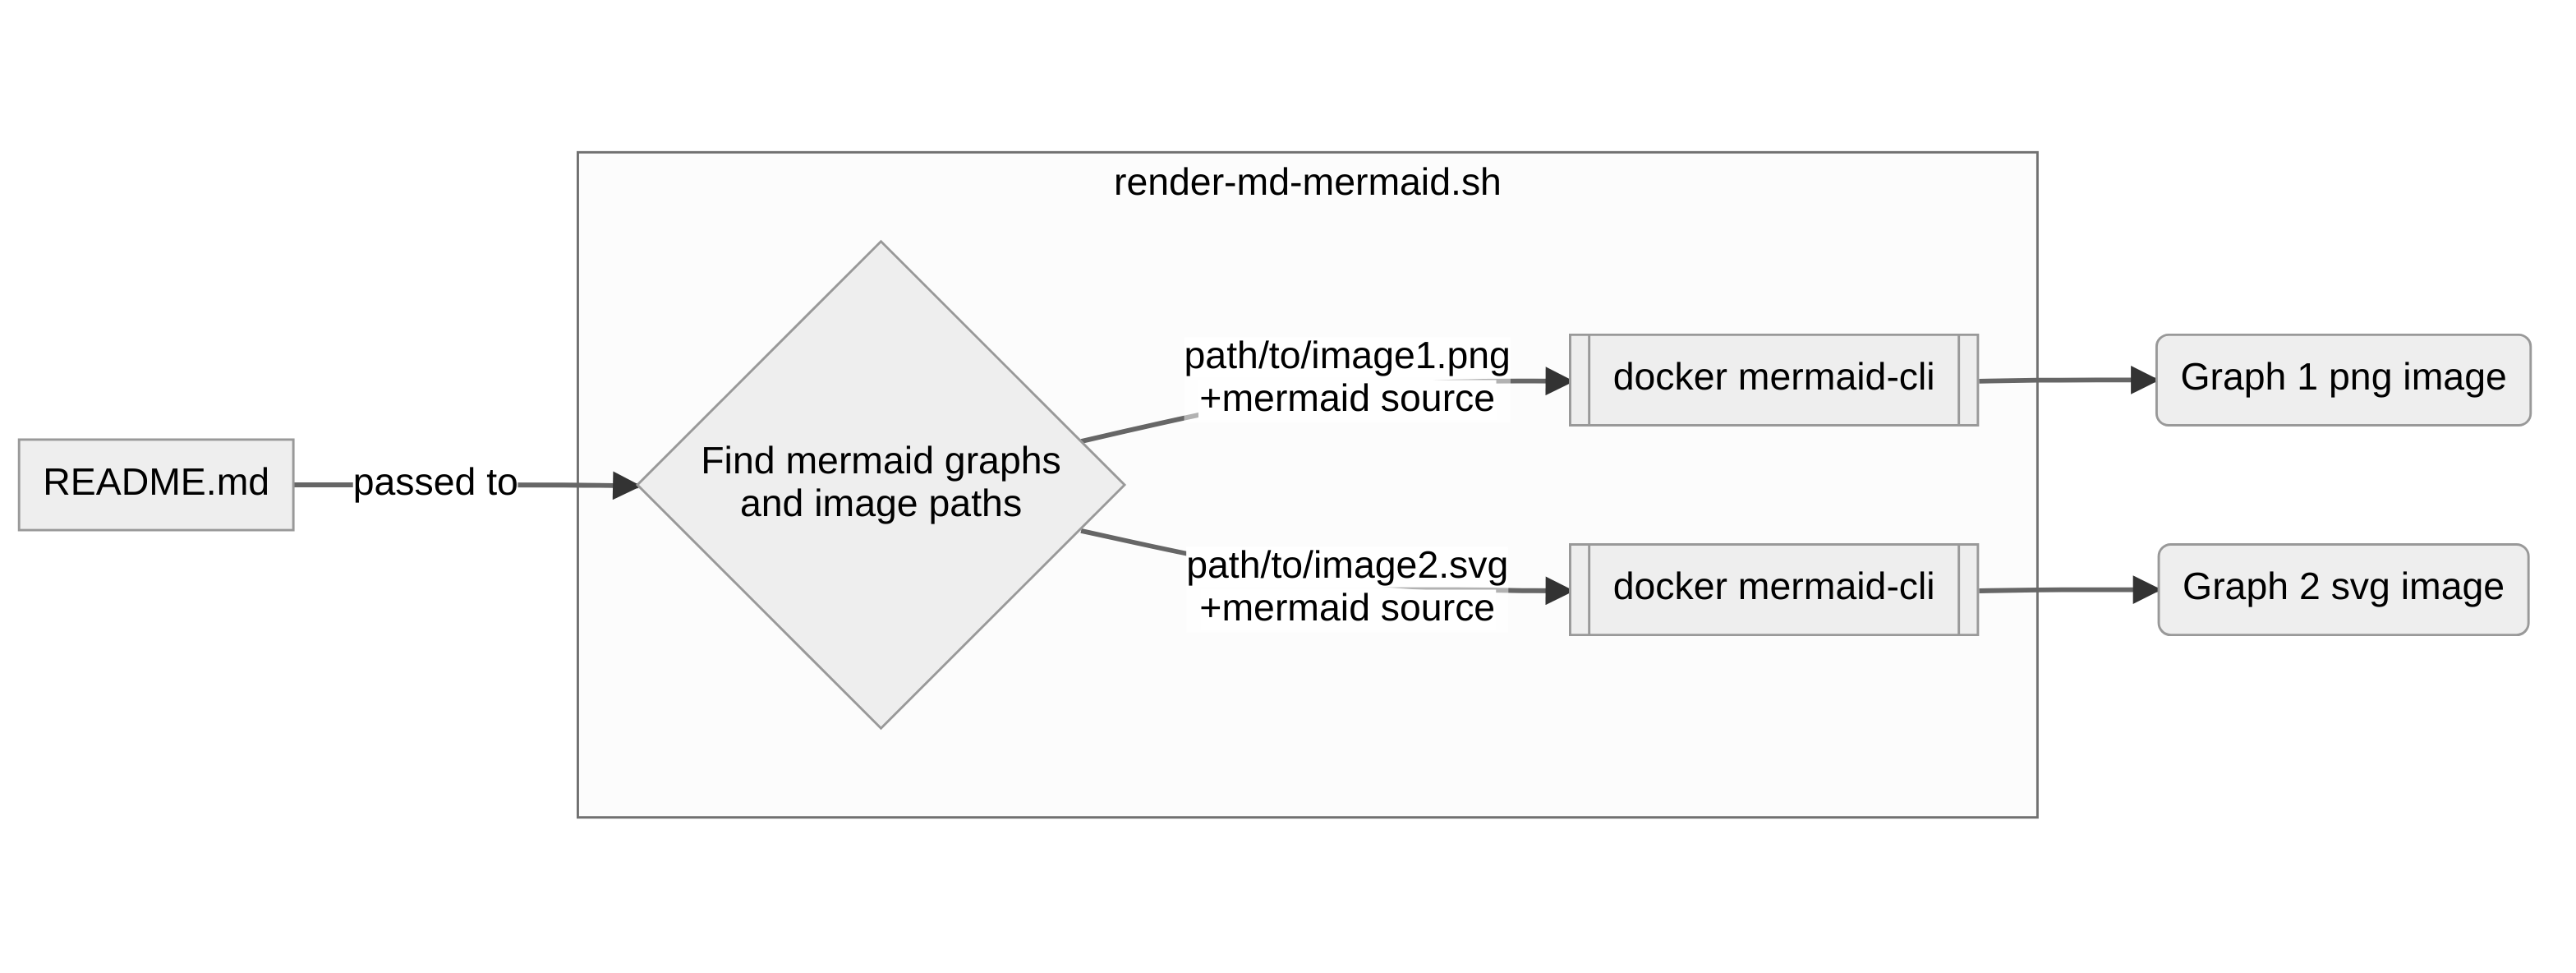 render-md-mermaid.sh
README.md
passed to
Find mermaid graphs
and image paths
path/to/image1.png
+mermaid source
docker mermaid-cli
Graph 1 png image
path/to/image2.svg
+mermaid source
docker mermaid-cli
Graph 2 svg image